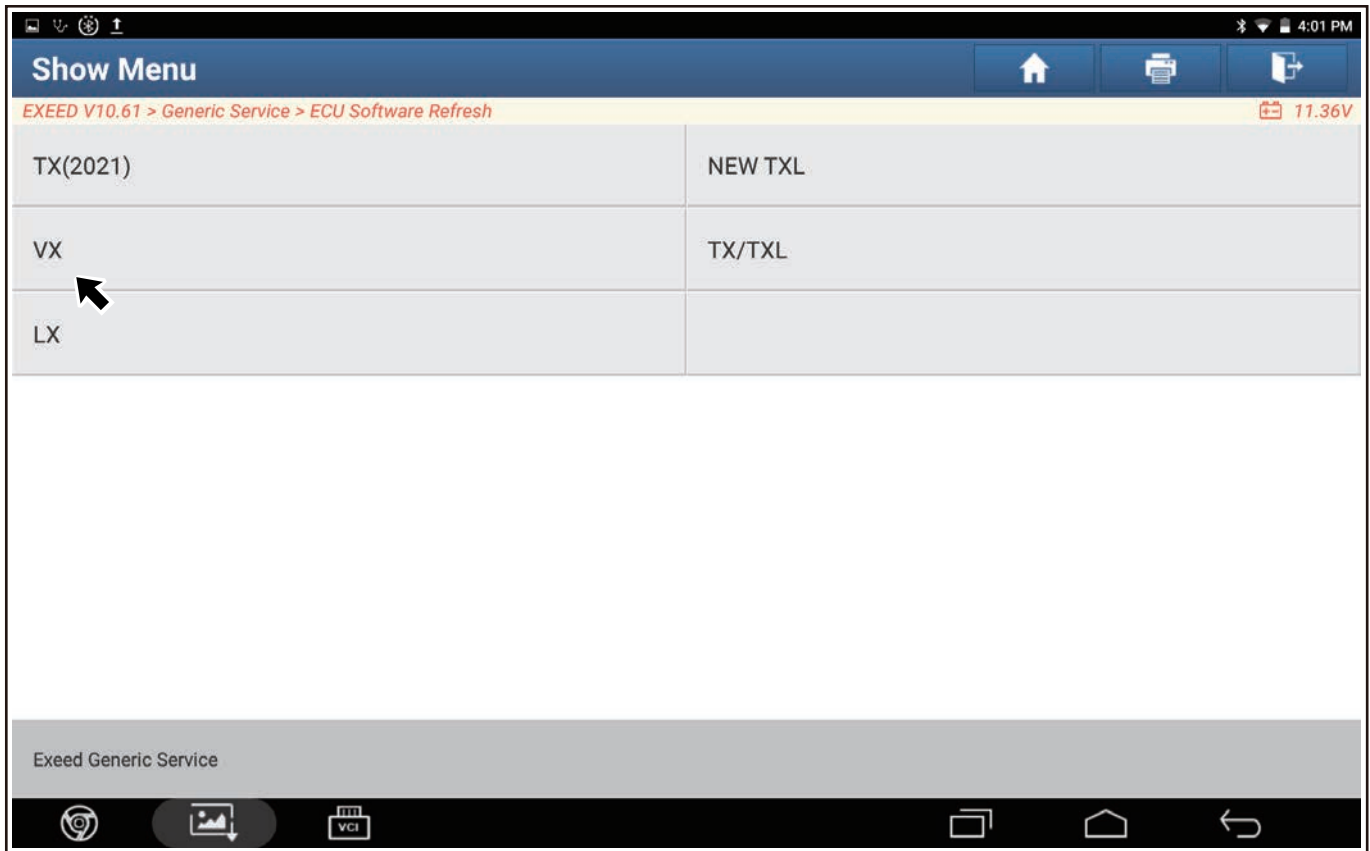 4:01 PM
Show Menu
EXEED V10.61 > Generic Service > ECU Software Refresh
11.36V
TX(2021)
NEW TXL
VX
TX/TXL
LX
Exeed Generic Service
VCI